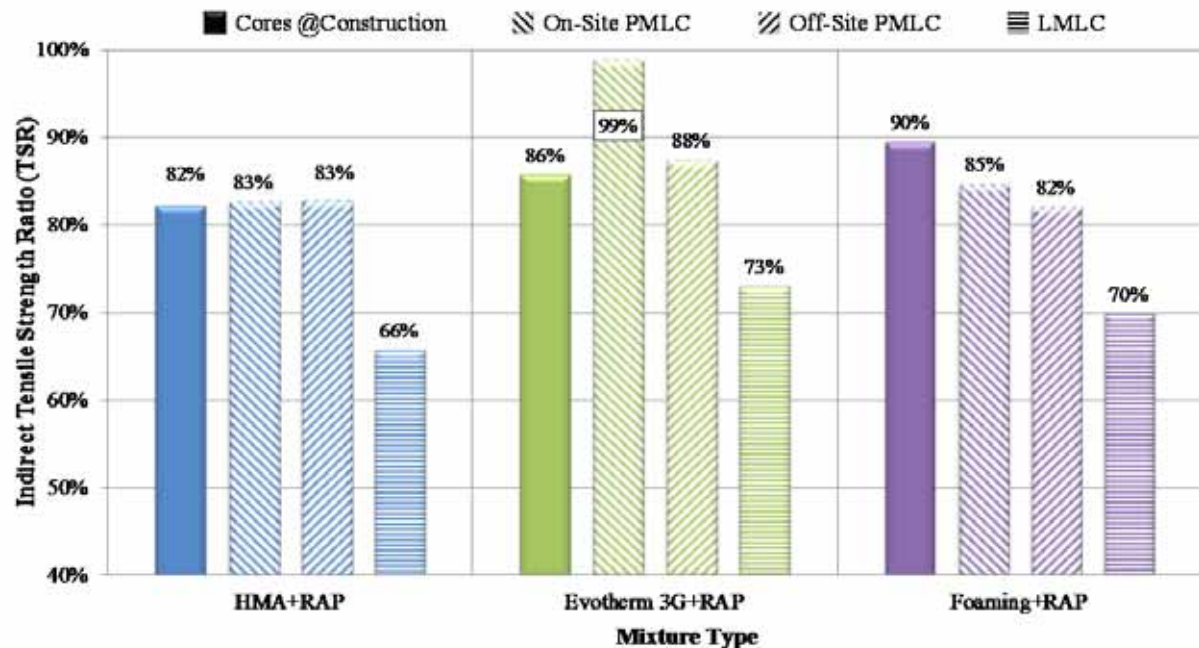 Cores @Construction On-Site PMLC Off-Site PMLC LMLC
100%
90%
80%
70%
60%
50%
40%
Indirect Tensile Strength Ratio (TSR)
82% 83% 83% 66%
86% 99% 88% 73%
90% 85% 82% 70%
HMA+RAP Evotherm 3G+RAP Foaming+RAP
Mixture Type